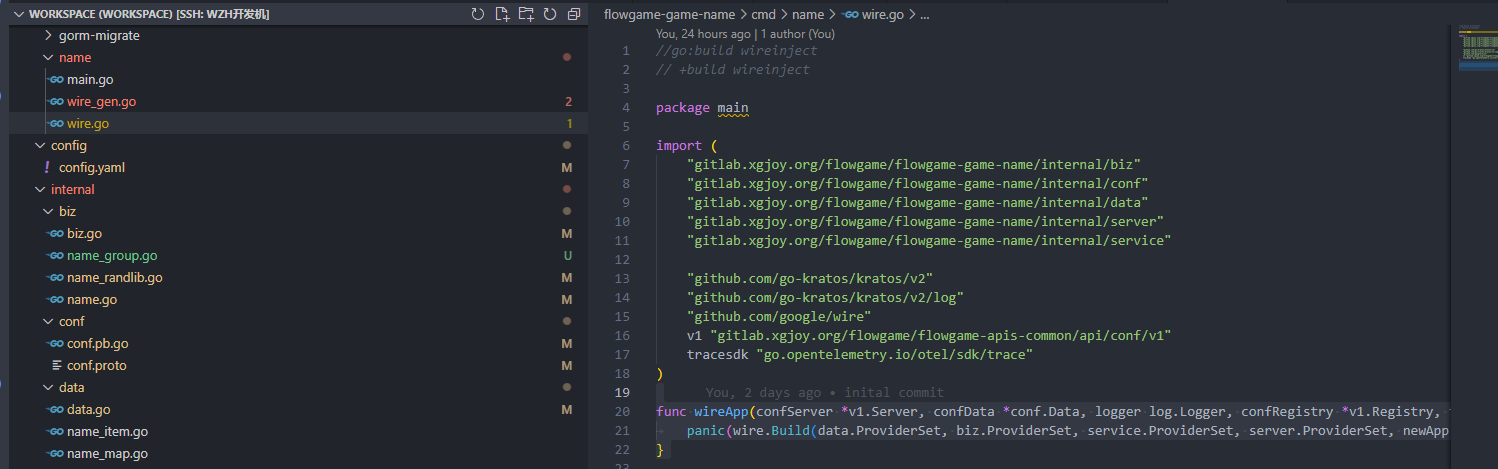 WORKSPACE (WORKSPACE) [SSH: WZH开发机]
gorm-migrate
name
main.go
wire_gen.go 2
wire.go 1
config
config.yaml M
internal
biz
biz.go M
name_group.go U
name_randlib.go M
name.go M
conf
conf.pb.go M
conf.proto M
data
data.go M
name_item.go
name_map.go
flowgame-game-name > cmd > name > wire.go > ...
You, 24 hours ago | 1 author (You)
1 //go:build wireinject
2 // +build wireinject
3
4 package main
5
6 import (
7 "gitlab.xgjoy.org/flowgame/flowgame-game-name/internal/biz"
8 "gitlab.xgjoy.org/flowgame/flowgame-game-name/internal/conf"
9 "gitlab.xgjoy.org/flowgame/flowgame-game-name/internal/data"
10 "gitlab.xgjoy.org/flowgame/flowgame-game-name/internal/server"
11 "gitlab.xgjoy.org/flowgame/flowgame-game-name/internal/service"
12
13 "github.com/go-kratos/kratos/v2"
14 "github.com/go-kratos/kratos/v2/log"
15 "github.com/google/wire"
16 v1 "gitlab.xgjoy.org/flowgame/flowgame-apis-common/api/conf/v1"
17 tracesdk "go.opentelemetry.io/otel/sdk/trace"
18 )
19 You, 2 days ago • inital commit
20 func wireApp(confServer *v1.Server, confData *conf.Data, logger log.Logger, confRegistry *v1.Registry,
21 panic(wire.Build(data.ProviderSet, biz.ProviderSet, service.ProviderSet, server.ProviderSet, newApp
22 }
23